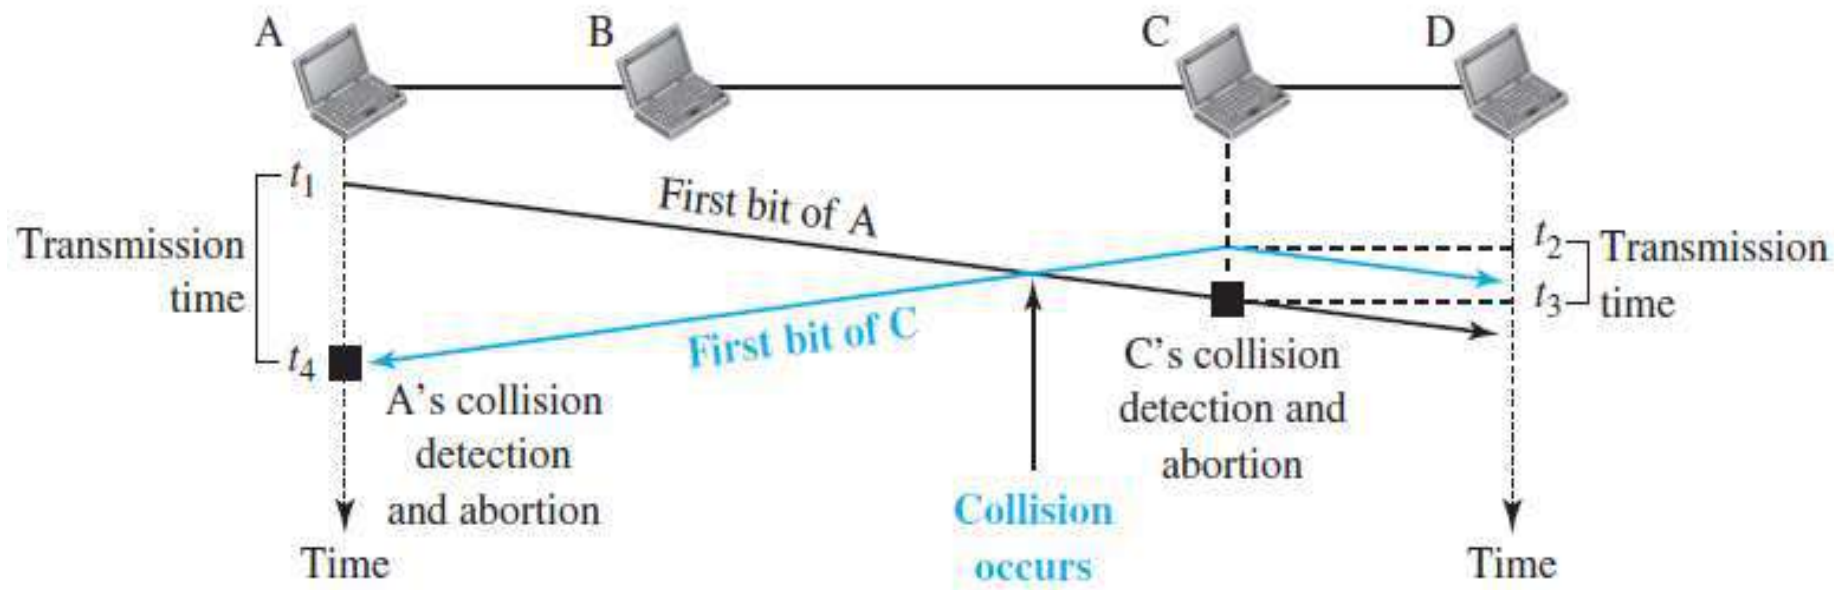 A
B
C
D
t1
First bit of A
Transmission
time
t2
Transmission
t3
time
First bit of C
t4
A's collision
detection
and abortion
C's collision
detection and
abortion
Collision
occurs
Time
Time